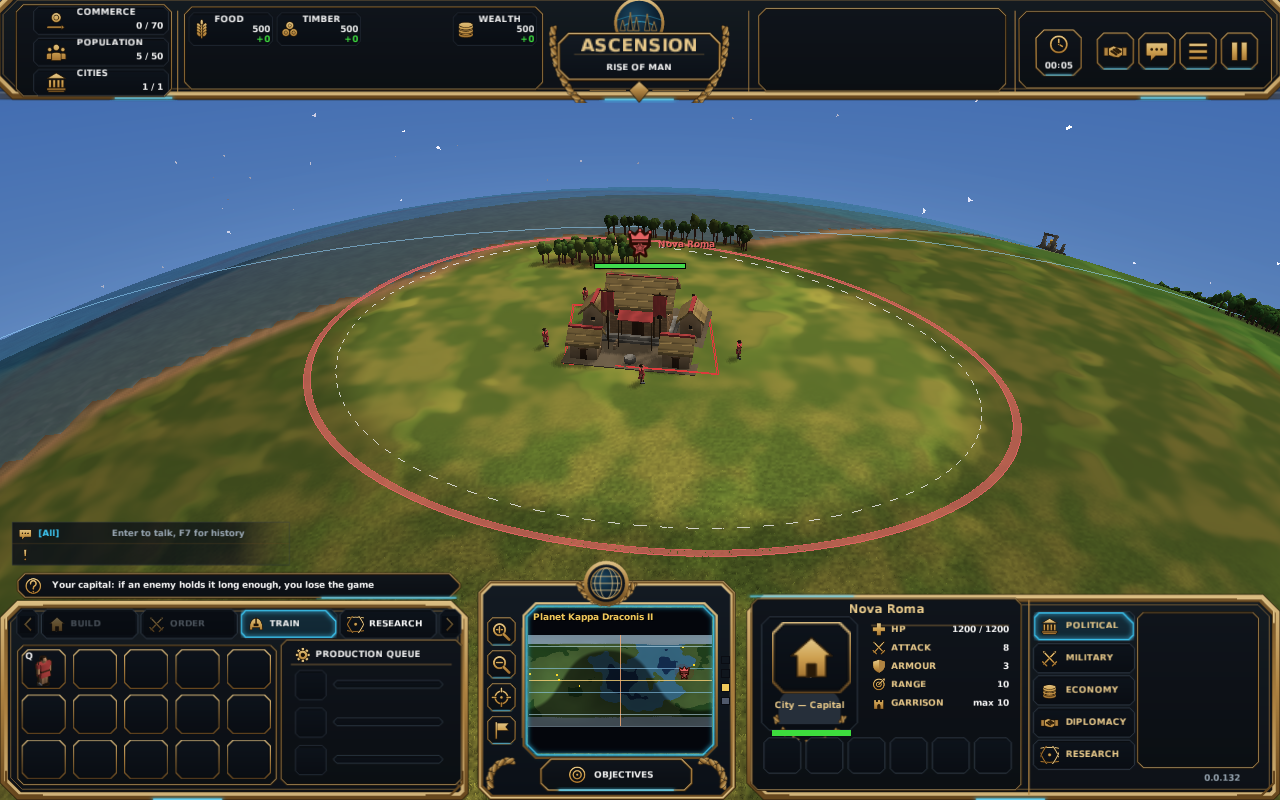 COMMERCE
0 / 70
POPULATION
5 / 50
CITIES
1 / 1
FOOD
500
+0
TIMBER
500
+0
WEALTH
500
+0
ASCENSION
RISE OF MAN
00:05
Nova Roma
[All] Enter to talk, F7 for history
!
Your capital: if an enemy holds it long enough, you lose the game
BUILD
ORDER
TRAIN
RESEARCH
Q
PRODUCTION QUEUE
Planet Kappa Draconis II
OBJECTIVES
Nova Roma
City — Capital
HP 1200 / 1200
ATTACK 8
ARMOUR 3
RANGE 10
GARRISON max 10
POLITICAL
MILITARY
ECONOMY
DIPLOMACY
RESEARCH
0.0.132